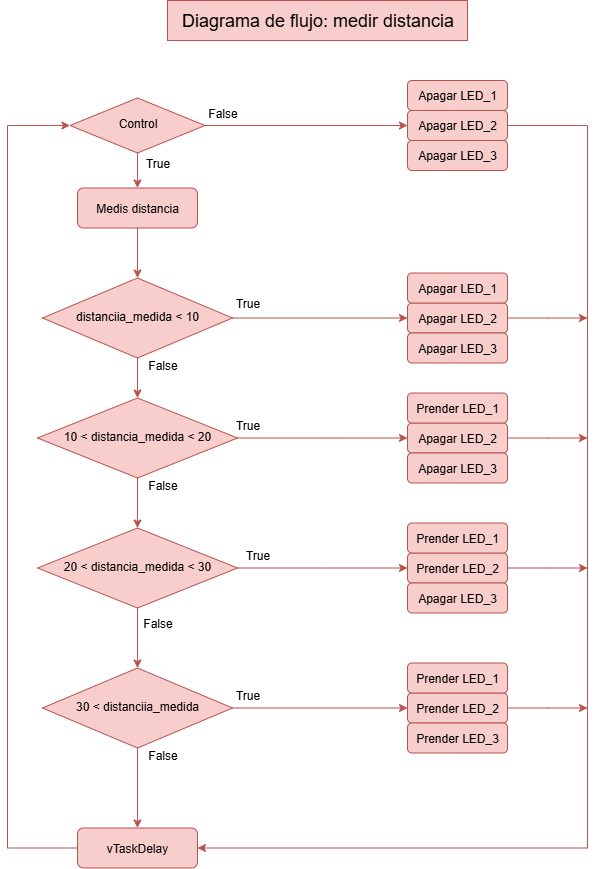 Diagrama de flujo: medir distancia
Control
False
Apagar LED_1
Apagar LED_2
Apagar LED_3
True
Medis distancia
distanciia_medida < 10
True
Apagar LED_1
Apagar LED_2
Apagar LED_3
False
10 < distancia_medida < 20
True
Prender LED_1
Apagar LED_2
Apagar LED_3
False
20 < distancia_medida < 30
True
Prender LED_1
Prender LED_2
Apagar LED_3
False
30 < distanciia_medida
True
Prender LED_1
Prender LED_2
Prender LED_3
False
vTaskDelay